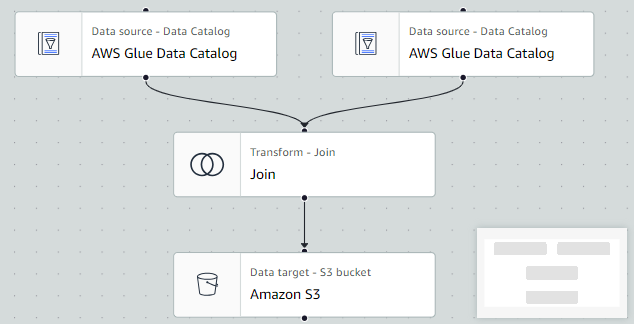 Data source - Data Catalog
AWS Glue Data Catalog
Data source - Data Catalog
AWS Glue Data Catalog
Transform - Join
Join
Data target - S3 bucket
Amazon S3